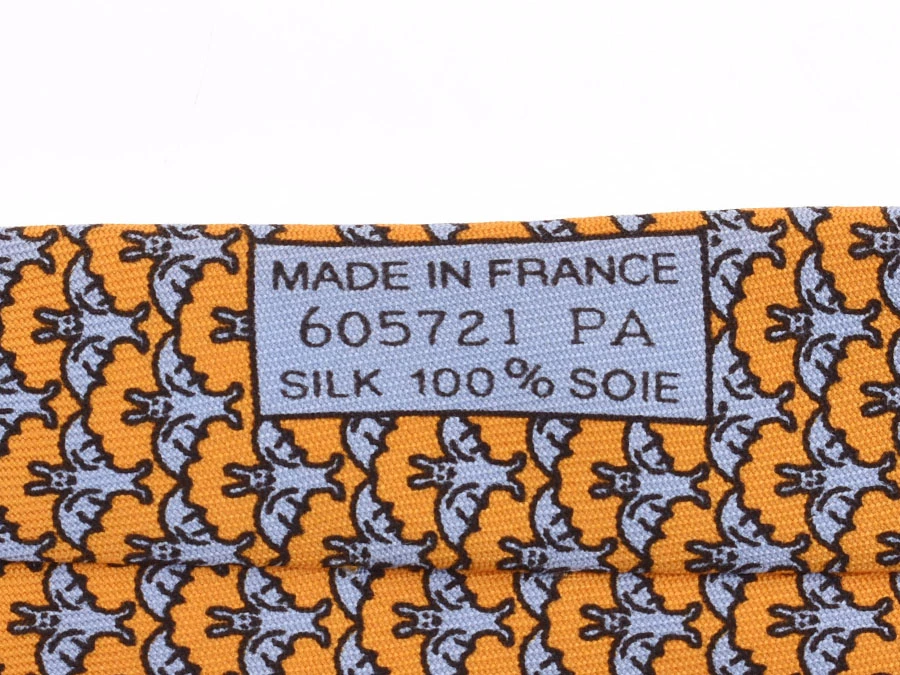 MADE IN FRANCE
605721 PA
SILK 100% SOIE